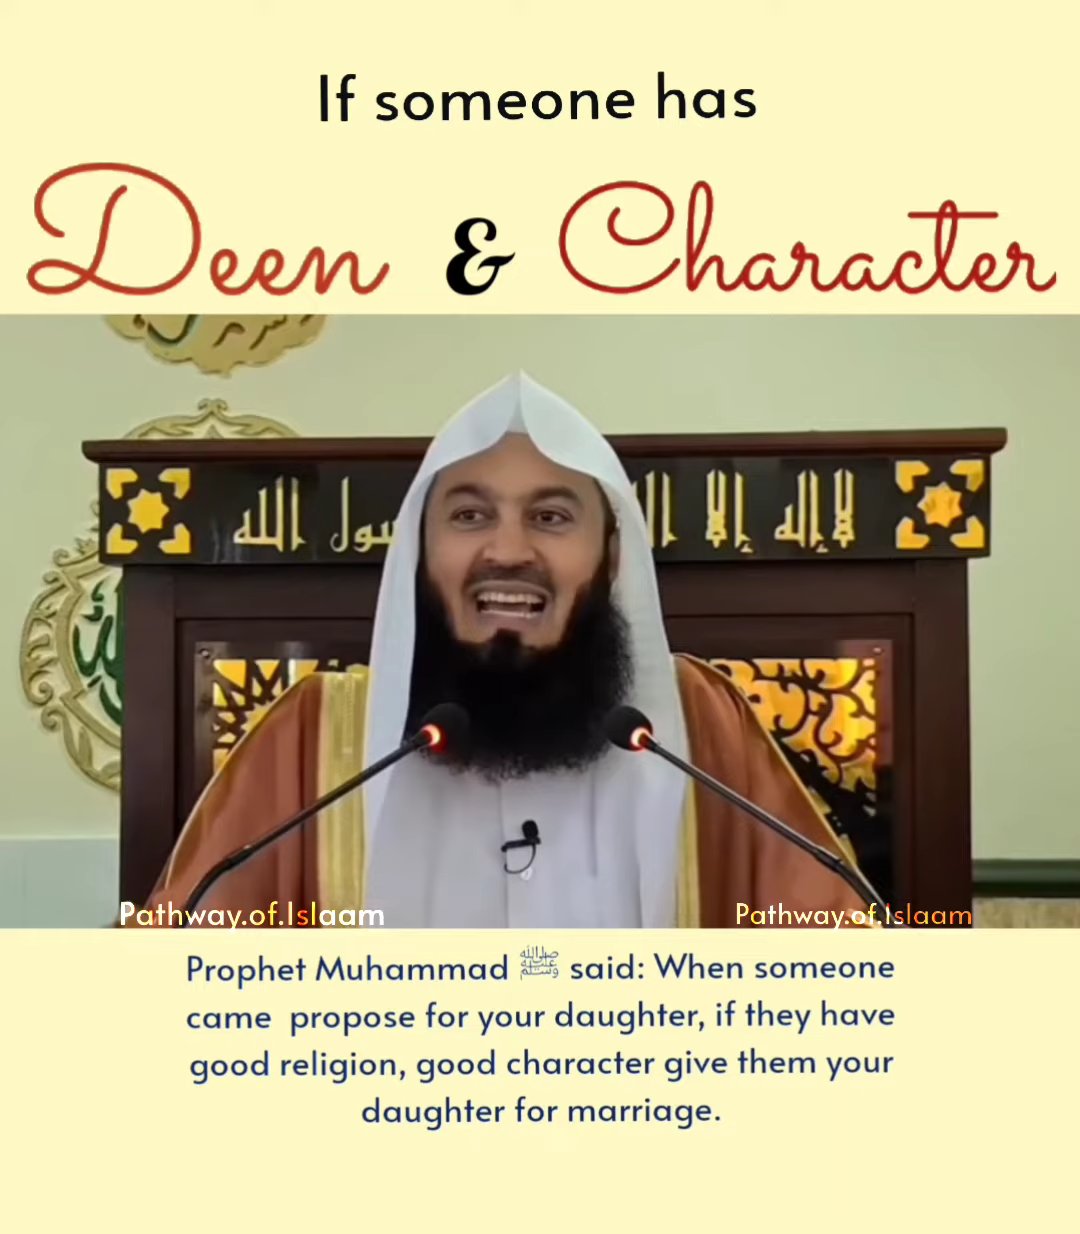 If someone has
Deen & Character
لا إله إلا ال
سول الله
Pathway.of.Islaam
Pathway.of.Islaam
Prophet Muhammad ﷺ said: When someone
came propose for your daughter, if they have
good religion, good character give them your
daughter for marriage.